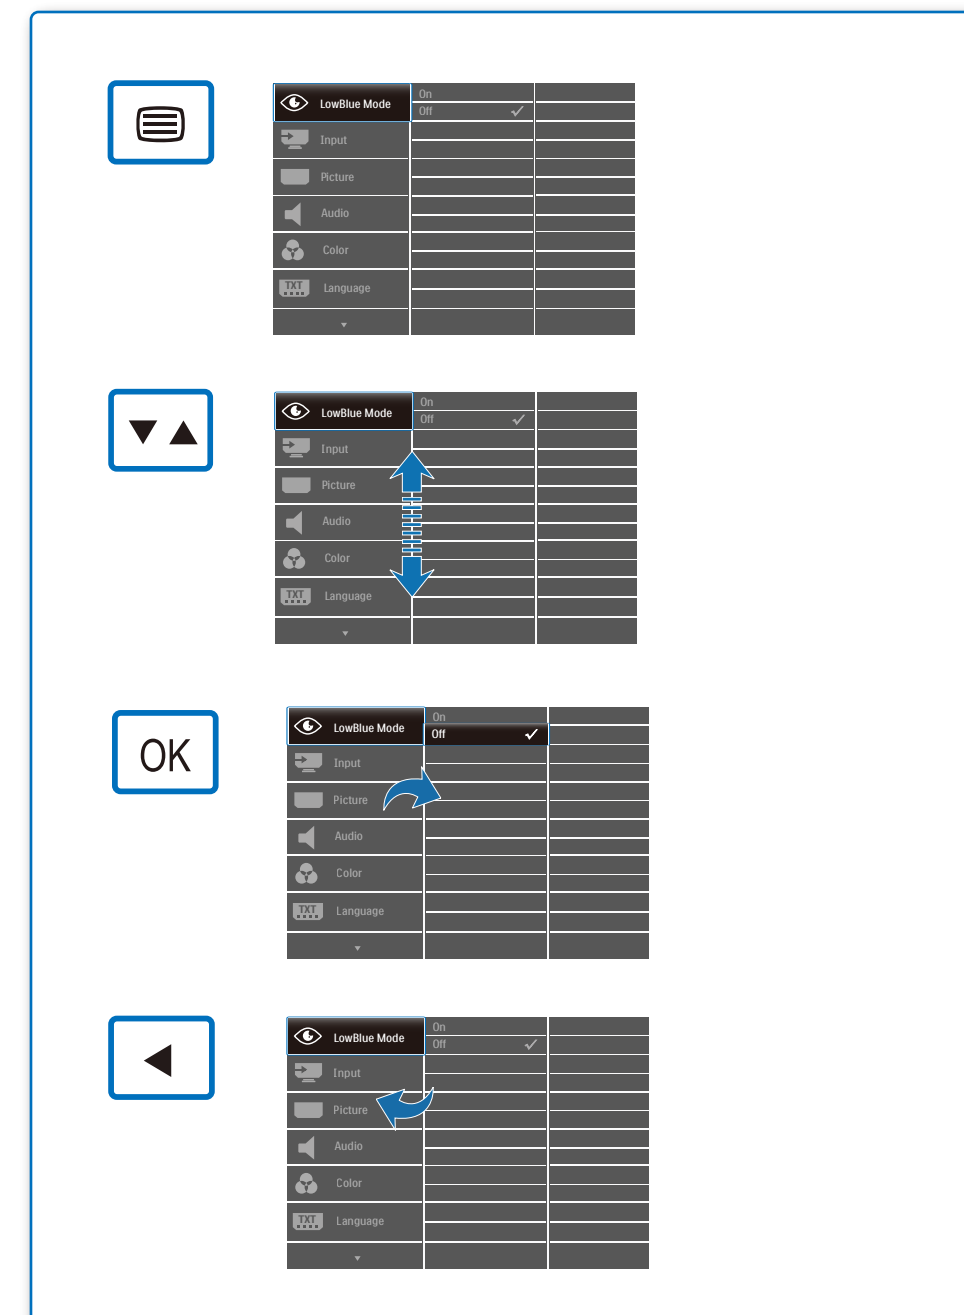 On
LowBlue Mode
Off
Input
Picture
Audio
Color
TXT
Language
On
LowBlue Mode
Off
Input
Picture
Audio
Color
TXT
Language
OK
On
LowBlue Mode
Off
Input
Picture
Audio
Color
TXT
Language
On
LowBlue Mode
Off
Input
Picture
Audio
Color
TXT
Language